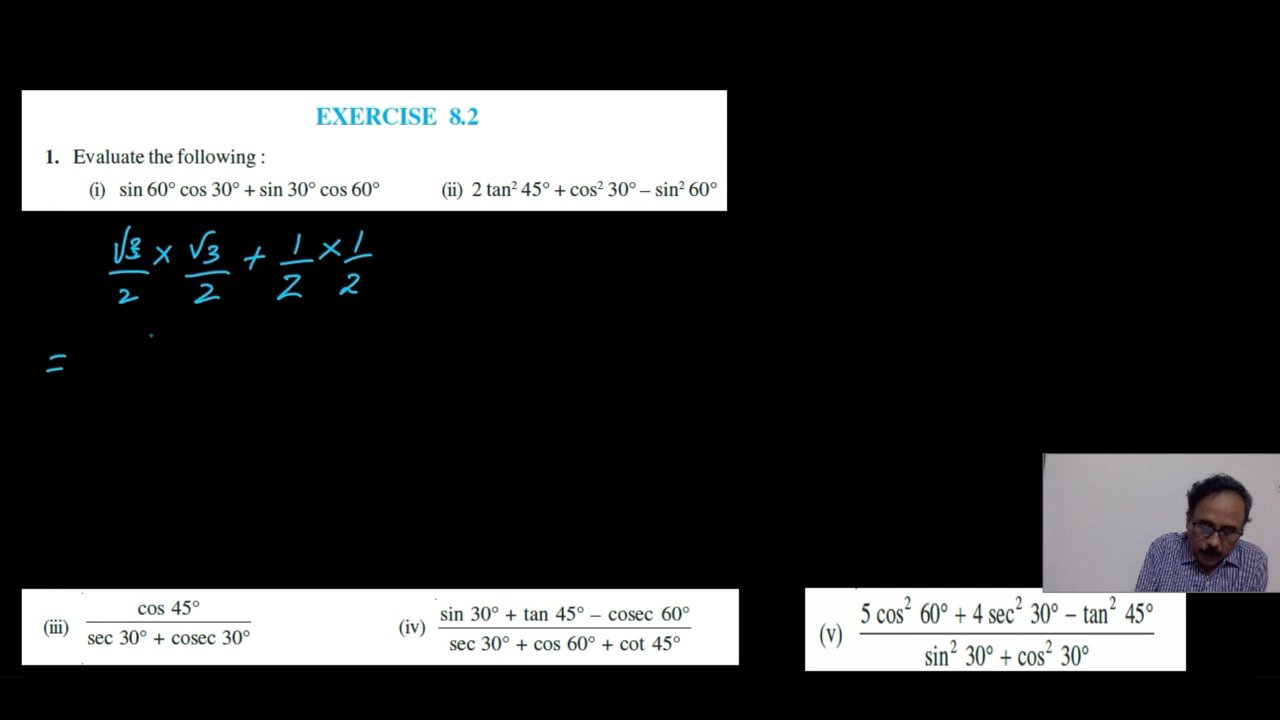 EXERCISE 8.2
1. Evaluate the following :
(i) sin 60° cos 30° + sin 30° cos 60° (ii) 2 tan² 45° + cos² 30° – sin² 60°
√3/2 × √3/2 + 1/2 × 1/2
=
(iii) cos 45° / sec 30° + cosec 30° (iv) sin 30° + tan 45° – cosec 60° / sec 30° + cos 60° + cot 45° (v) 5 cos² 60° + 4 sec² 30° – tan² 45° / sin² 30° + cos² 30°